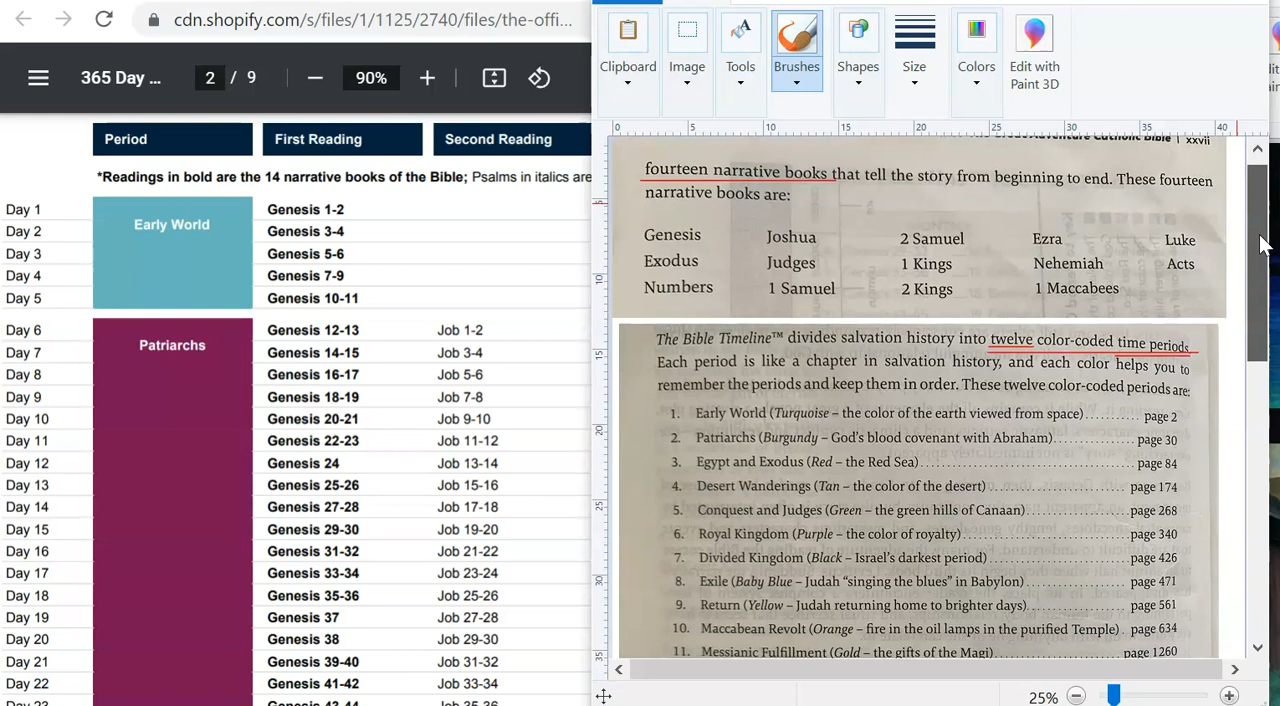 cdn.shopify.com/s/files/1/1125/2740/files/the-offi...
365 Day ...
2 / 9
90%
Period
First Reading
Second Reading
*Readings in bold are the 14 narrative books of the Bible; Psalms in italics are
Day 1
Early World
Genesis 1-2
Day 2
Genesis 3-4
Day 3
Genesis 5-6
Day 4
Genesis 7-9
Day 5
Genesis 10-11
Day 6
Patriarchs
Genesis 12-13
Job 1-2
Day 7
Genesis 14-15
Job 3-4
Day 8
Genesis 16-17
Job 5-6
Day 9
Genesis 18-19
Job 7-8
Day 10
Genesis 20-21
Job 9-10
Day 11
Genesis 22-23
Job 11-12
Day 12
Genesis 24
Job 13-14
Day 13
Genesis 25-26
Job 15-16
Day 14
Genesis 27-28
Job 17-18
Day 15
Genesis 29-30
Job 19-20
Day 16
Genesis 31-32
Job 21-22
Day 17
Genesis 33-34
Job 23-24
Day 18
Genesis 35-36
Job 25-26
Day 19
Genesis 37
Job 27-28
Day 20
Genesis 38
Job 29-30
Day 21
Genesis 39-40
Job 31-32
Day 22
Genesis 41-42
Job 33-34
Clipboard
Image
Tools
Brushes
Shapes
Size
Colors
Edit with
Paint 3D
0 5 10 15 20 25 30 35 40
Adventure Catholic Bible | xxvii
fourteen narrative books that tell the story from beginning to end. These fourteen
narrative books are:
Genesis Joshua 2 Samuel Ezra Luke
Exodus Judges 1 Kings Nehemiah Acts
Numbers 1 Samuel 2 Kings 1 Maccabees
The Bible Timeline™ divides salvation history into twelve color-coded time periods
Each period is like a chapter in salvation history, and each color helps you to
remember the periods and keep them in order. These twelve color-coded periods are:
1. Early World (Turquoise – the color of the earth viewed from space) page 2
2. Patriarchs (Burgundy – God's blood covenant with Abraham) page 30
3. Egypt and Exodus (Red – the Red Sea) page 84
4. Desert Wanderings (Tan – the color of the desert) page 174
5. Conquest and Judges (Green – the green hills of Canaan) page 268
6. Royal Kingdom (Purple – the color of royalty) page 340
7. Divided Kingdom (Black – Israel's darkest period) page 426
8. Exile (Baby Blue – Judah "singing the blues" in Babylon) page 471
9. Return (Yellow – Judah returning home to brighter days) page 561
10. Maccabean Revolt (Orange – fire in the oil lamps in the purified Temple) page 634
11. Messianic Fulfillment (Gold – the gifts of the Magi) page 1260
25%